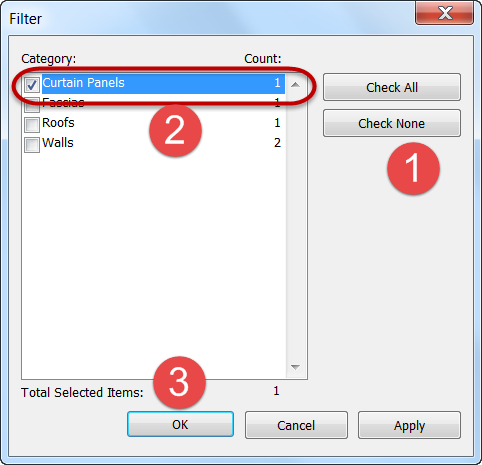 Filter
Category: Count:
Curtain Panels 1
Check All
Fascias 1
Roofs 1
2
Check None
Walls 2
1
3
Total Selected Items: 1
OK Cancel Apply